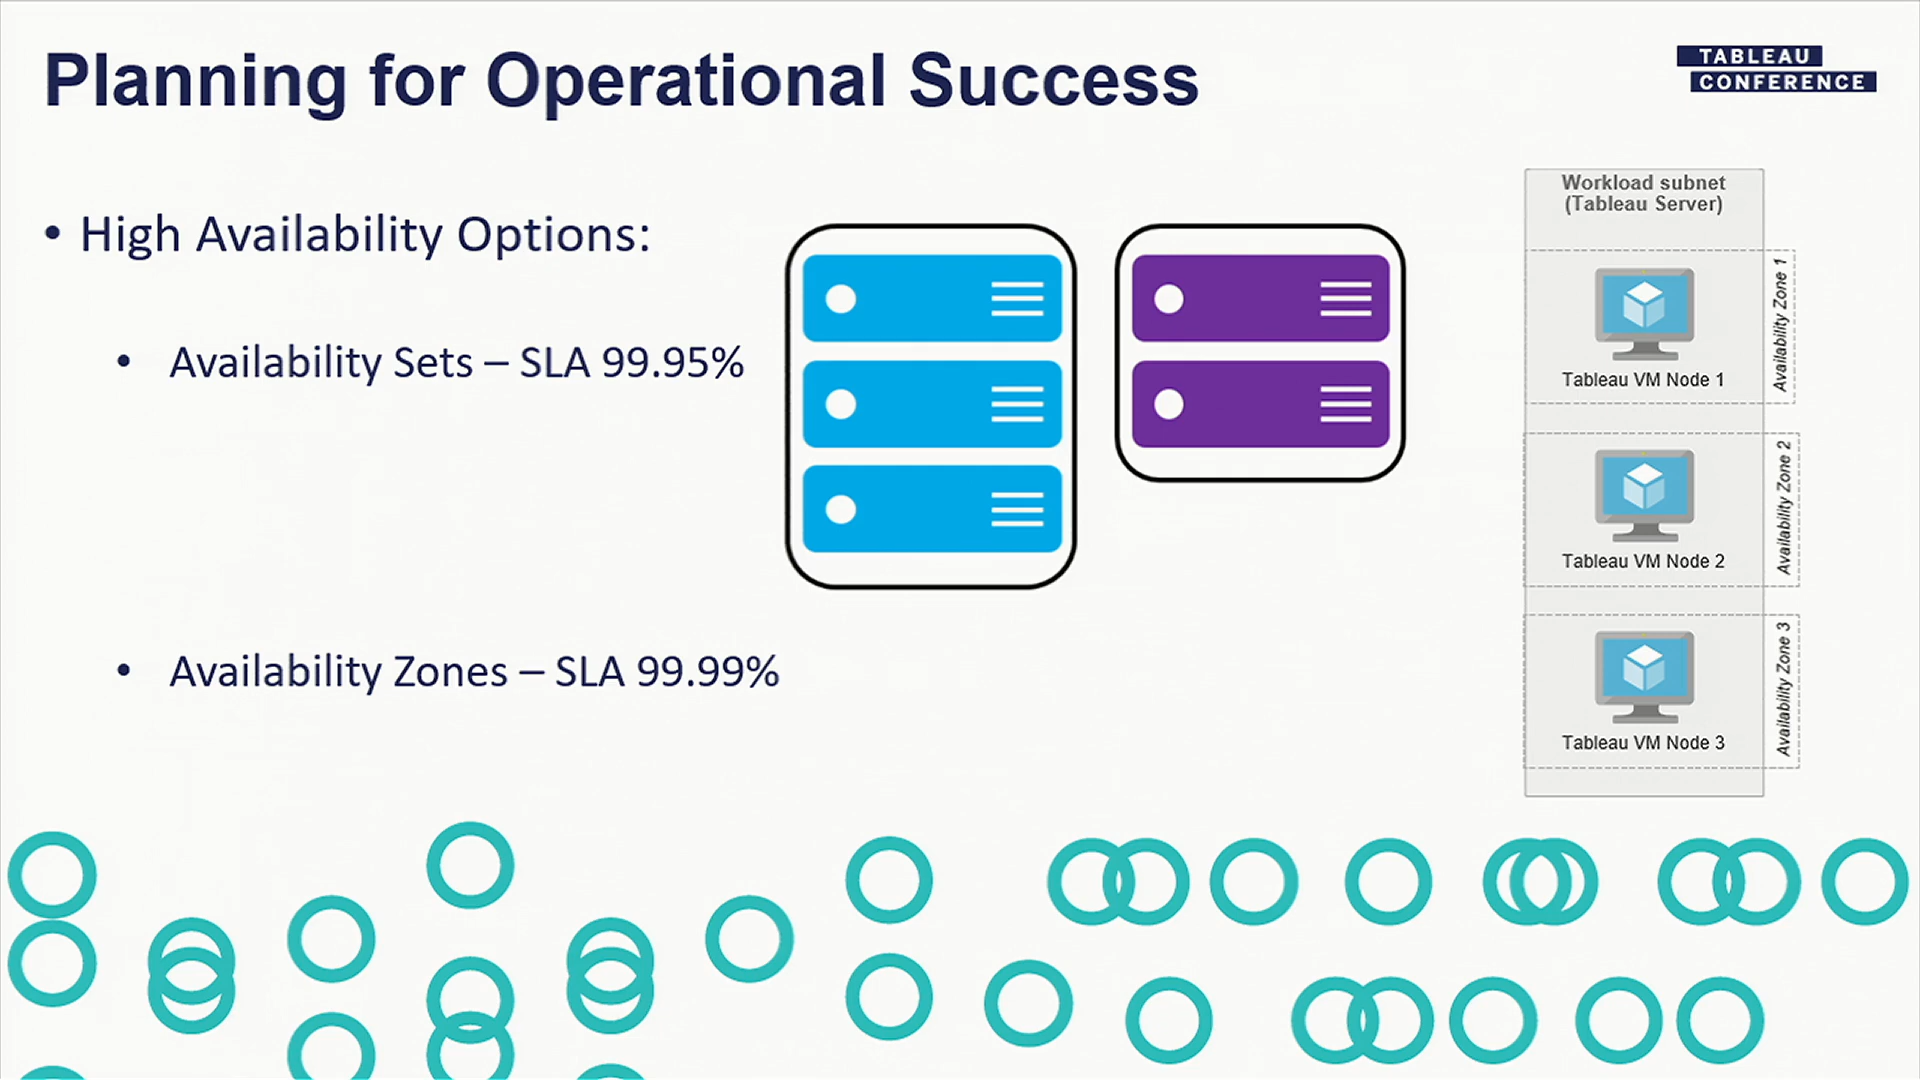 Planning for Operational Success
TABLEAU
CONFERENCE
• High Availability Options:
• Availability Sets – SLA 99.95%
• Availability Zones – SLA 99.99%
Workload subnet
(Tableau Server)
Tableau VM Node 1
Availability Zone 1
Tableau VM Node 2
Availability Zone 2
Tableau VM Node 3
Availability Zone 3